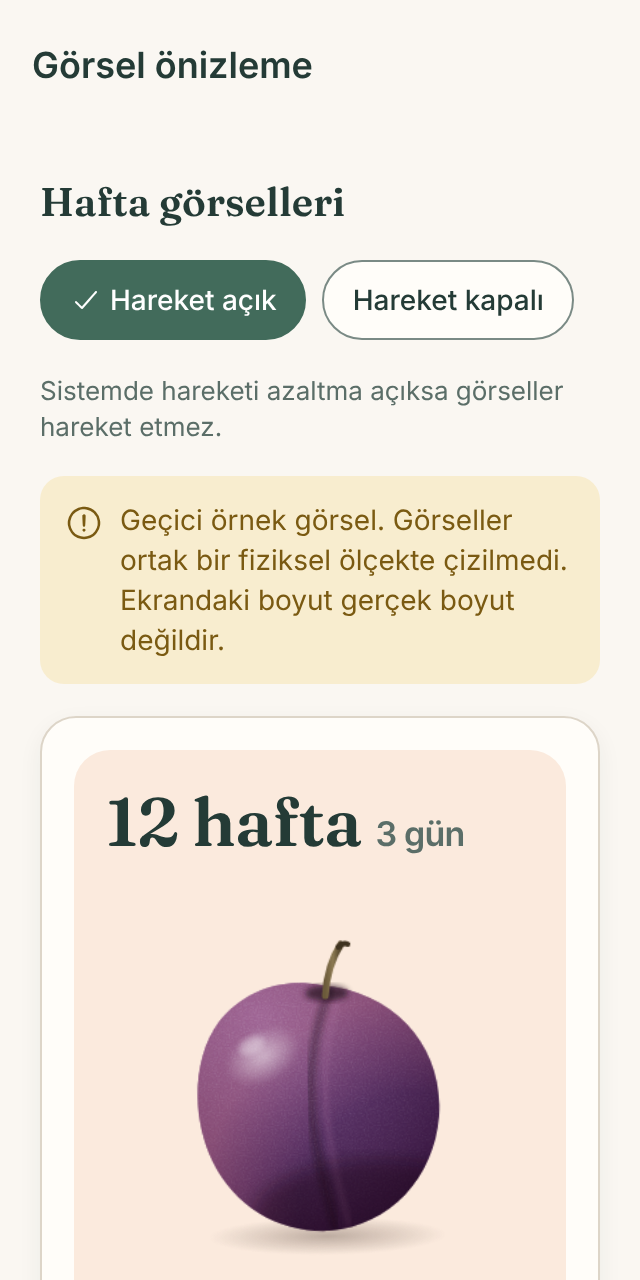 Görsel önizleme
Hafta görselleri
Hareket açık
Hareket kapalı
Sistemde hareketi azaltma açıksa görseller
hareket etmez.
Geçici örnek görsel. Görseller
ortak bir fiziksel ölçekte çizilmedi.
Ekrandaki boyut gerçek boyut
değildir.
12 hafta 3 gün